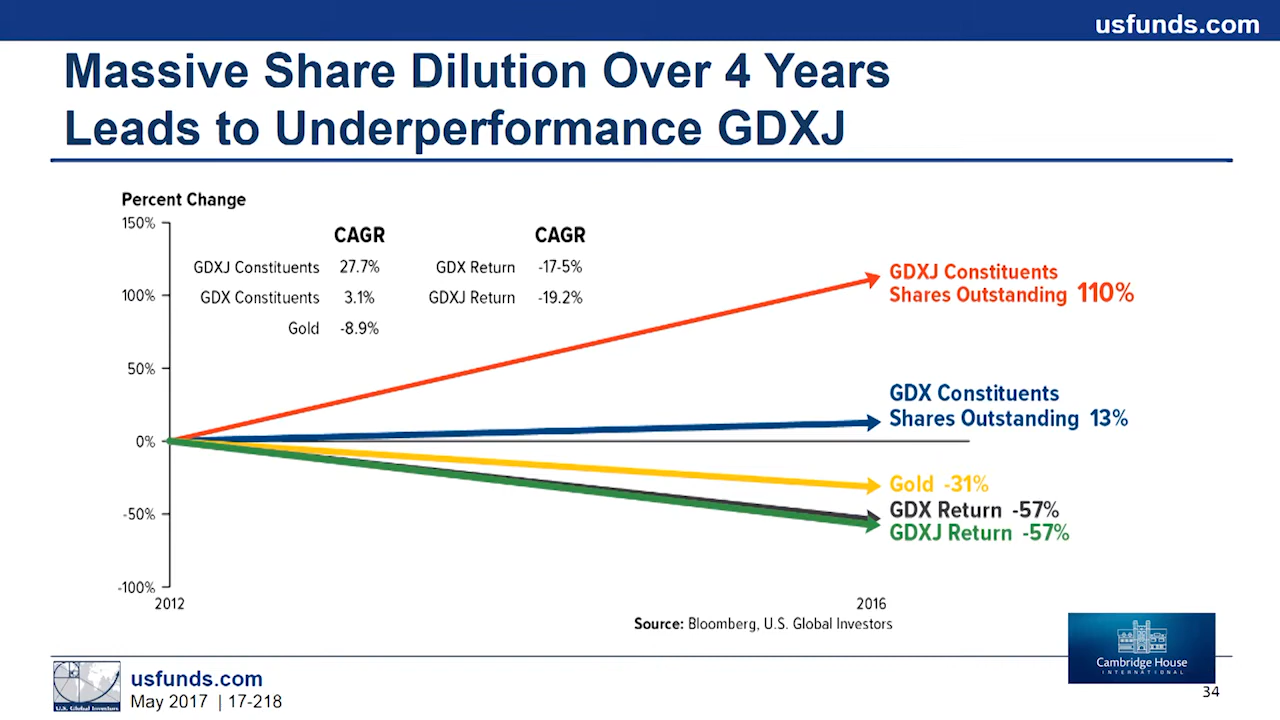 usfunds.com
Massive Share Dilution Over 4 Years
Leads to Underperformance GDXJ
Percent Change
150%
100%
50%
0%
-50%
-100%
CAGR CAGR
GDXJ Constituents 27.7% GDX Return -17-5%
GDX Constituents 3.1% GDXJ Return -19.2%
Gold -8.9%
GDXJ Constituents
Shares Outstanding 110%
GDX Constituents
Shares Outstanding 13%
Gold -31%
GDX Return -57%
GDXJ Return -57%
2012 2016
Source: Bloomberg, U.S. Global Investors
Cambridge House
INTERNATIONAL
U.S. Global Investors
usfunds.com
May 2017 | 17-218
34